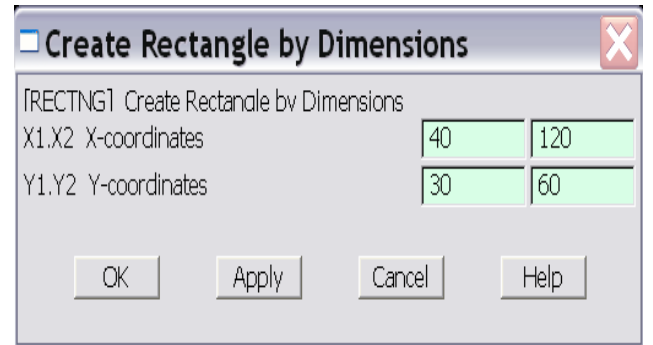 Create Rectangle by Dimensions
[RECTNG] Create Rectangle by Dimensions
X1.X2 X-coordinates 40 120
Y1.Y2 Y-coordinates 30 60
OK Apply Cancel Help